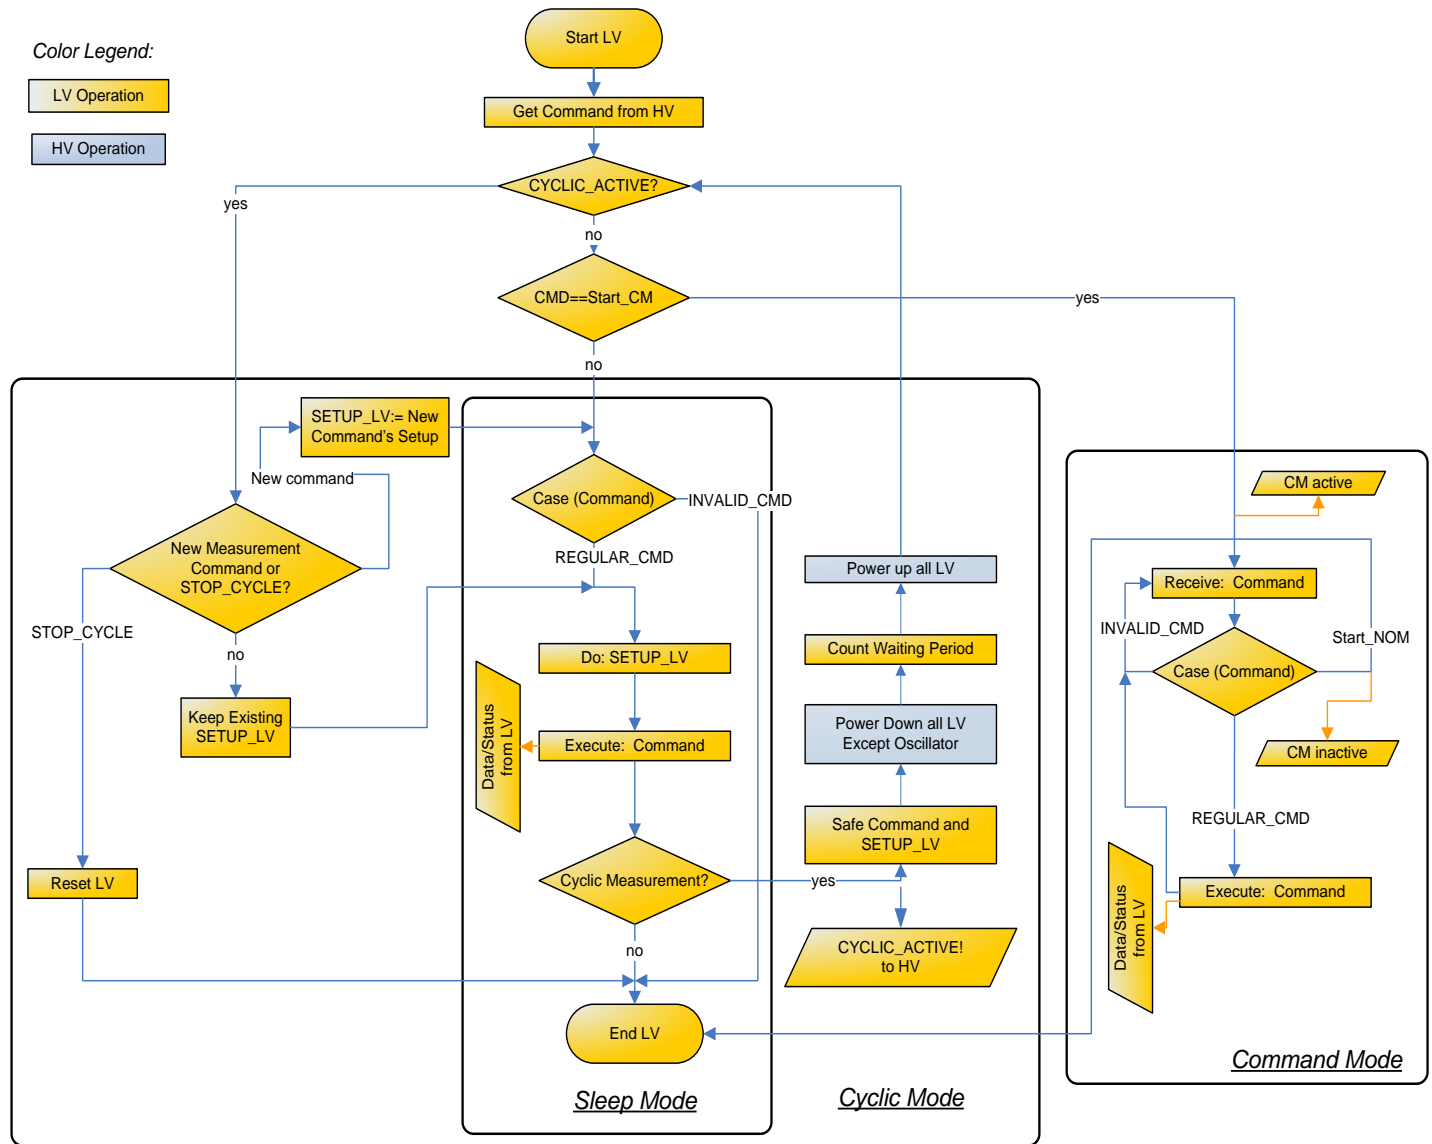 Start LV
Color Legend:
LV Operation
Get Command from HV
HV Operation
CYCLIC_ACTIVE?
yes
no
CMD==Start_CM
yes
no
SETUP_LV:= New
Command's Setup
New command
Case (Command)
INVALID_CMD
REGULAR_CMD
New Measurement
Command or
STOP_CYCLE?
STOP_CYCLE
no
Keep Existing
SETUP_LV
Reset LV
Do: SETUP_LV
Execute: Command
Data/Status
from LV
Cyclic Measurement?
yes
no
End LV
Sleep Mode
Power up all LV
Count Waiting Period
Power Down all LV
Except Oscillator
Safe Command and
SETUP_LV
CYCLIC_ACTIVE!
to HV
Cyclic Mode
CM active
Receive: Command
INVALID_CMD
Start_NOM
Case (Command)
CM inactive
REGULAR_CMD
Execute: Command
Data/Status
from LV
Command Mode